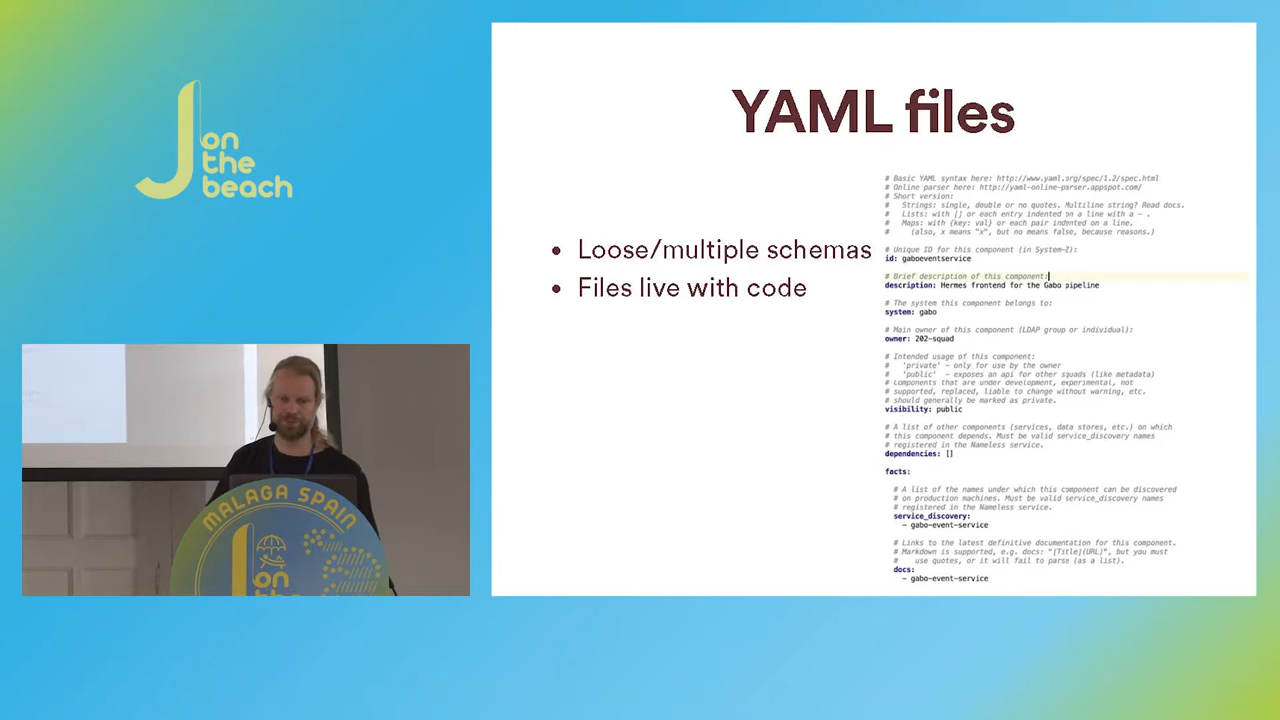 J
on
the
beach
YAML files
• Loose/multiple schemas
• Files live with code
# Basic YAML syntax here: http://www.yaml.org/spec/1.2/spec.html
# Online parser here: http://yaml-online-parser.appspot.com/
# Short version:
#   Strings: single, double or no quotes. Multiline string? Read docs.
#   Lists: with [] or each entry indented on a line with a - .
#   Maps: with {key: val} or each pair indented on a line.
#     (also, x means "x", but no means false, because reasons.)
# Unique ID for this component (in System-Z):
id: gaboeventservice
# Brief description of this component:
description: Hermes frontend for the Gabo pipeline
# The system this component belongs to:
system: gabo
# Main owner of this component (LDAP group or individual):
owner: 202-squad
# Intended usage of this component:
#   'private' - only for use by the owner
#   'public'  - exposes an api for other squads (like metadata)
# Components that are under development, experimental, not
# supported, replaced, liable to change without warning, etc.
# should generally be marked as private.
visibility: public
# A list of other components (services, data stores, etc.) on which
# this component depends. Must be valid service_discovery names
# registered in the Nameless service.
dependencies: []
facts:
  # A list of the names under which this component can be discovered
  # on production machines. Must be valid service_discovery names
  # registered in the Nameless service.
  service_discovery:
    - gabo-event-service
  # Links to the latest definitive documentation for this component.
  # Markdown is supported, e.g. docs: "[Title](URL)", but you must
  #   use quotes, or it will fail to parse (as a list).
  docs:
    - gabo-event-service
MALAGA SPAIN
J
on
the